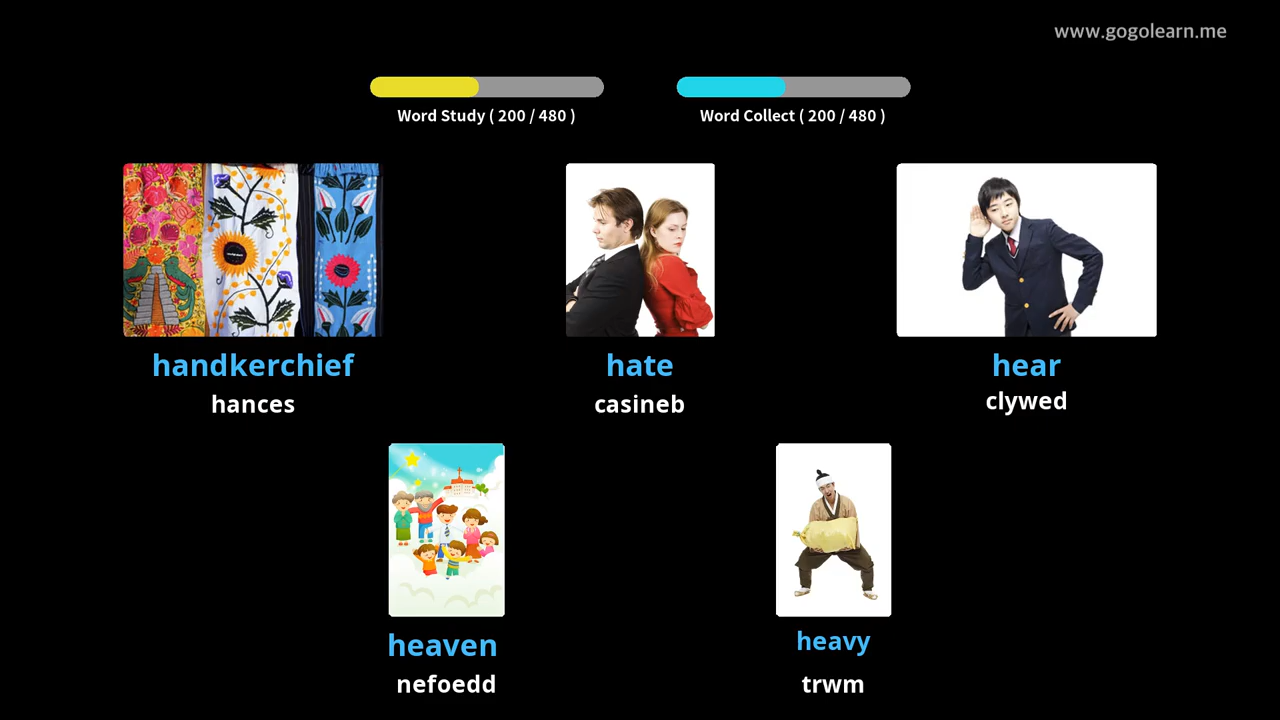 www.gogolearn.me
Word Study ( 200 / 480 )
Word Collect ( 200 / 480 )
handkerchief
hances
hate
casineb
hear
clywed
heaven
nefoedd
heavy
trwm